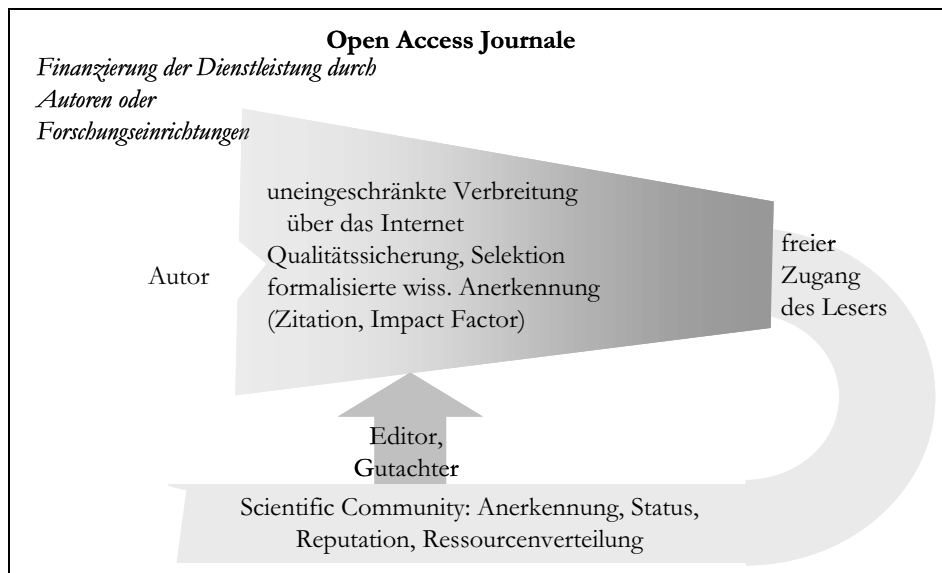 Open Access Journale
Finanzierung der Dienstleistung durch
Autoren oder
Forschungseinrichtungen
uneingeschränkte Verbreitung
über das Internet
Qualitätssicherung, Selektion
formalisierte wiss. Anerkennung
(Zitation, Impact Factor)
Autor
freier
Zugang
des Lesers
Editor,
Gutachter
Scientific Community: Anerkennung, Status,
Reputation, Ressourcenverteilung